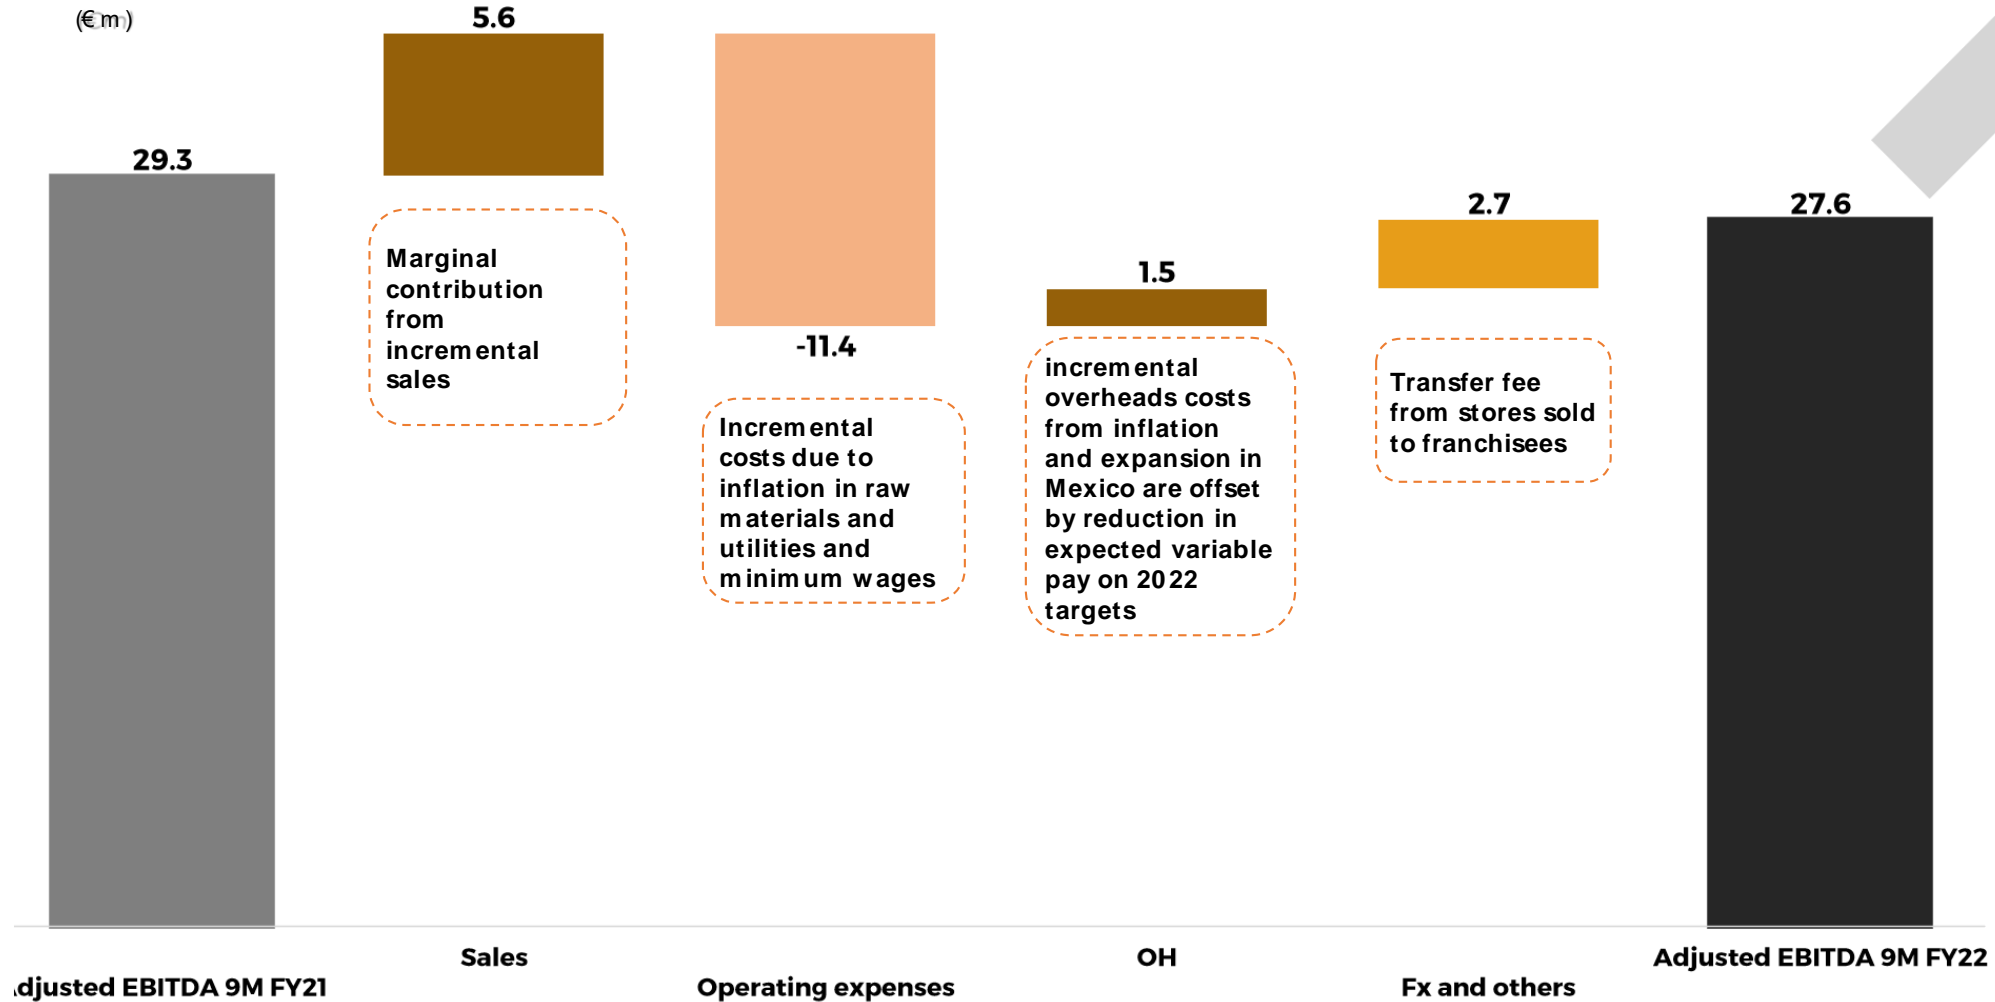 (€m)
5.6
29.3
2.7
27.6
1.5
-11.4
Marginal
contribution
from
incremental
sales
Incremental
costs due to
inflation in raw
materials and
utilities and
minimum wages
incremental
overheads costs
from inflation
and expansion in
Mexico are offset
by reduction in
expected variable
pay on 2022
targets
Transfer fee
from stores sold
to franchisees
Sales
OH
Adjusted EBITDA 9M FY22
djusted EBITDA 9M FY21
Operating expenses
Fx and others